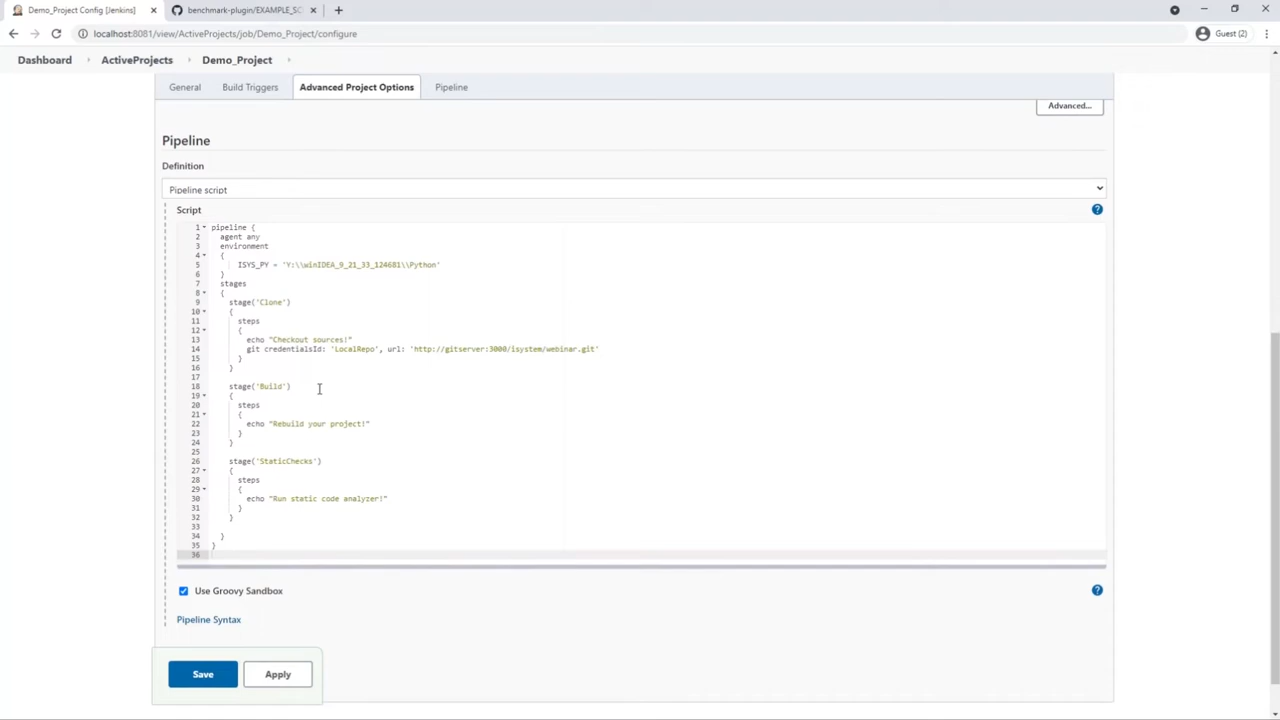 Demo_Project Config [Jenkins]
benchmark-plugin/EXAMPLE_SC
localhost:8081/view/ActiveProjects/job/Demo_Project/configure
Guest (2)
Dashboard
ActiveProjects
Demo_Project
General
Build Triggers
Advanced Project Options
Pipeline
Advanced...
Pipeline
Definition
Pipeline script
Script
1 pipeline {
2 agent any
3 environment
4 {
5 ISYS_PY = 'Y:\\winIDEA_9_21_33_124681\\Python'
6 }
7 stages
8 {
9 stage('Clone')
10 {
11 steps
12 {
13 echo "Checkout sources!"
14 git credentialsId: 'LocalRepo', url: 'http://gitserver:3000/isystem/webinar.git'
15 }
16 }
17
18 stage('Build')
19 {
20 steps
21 {
22 echo "Rebuild your project!"
23 }
24 }
25
26 stage('StaticChecks')
27 {
28 steps
29 {
30 echo "Run static code analyzer!"
31 }
32 }
33
34 }
35 }
36
Use Groovy Sandbox
Pipeline Syntax
Save
Apply